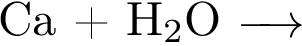 Ca + H₂O ⟶